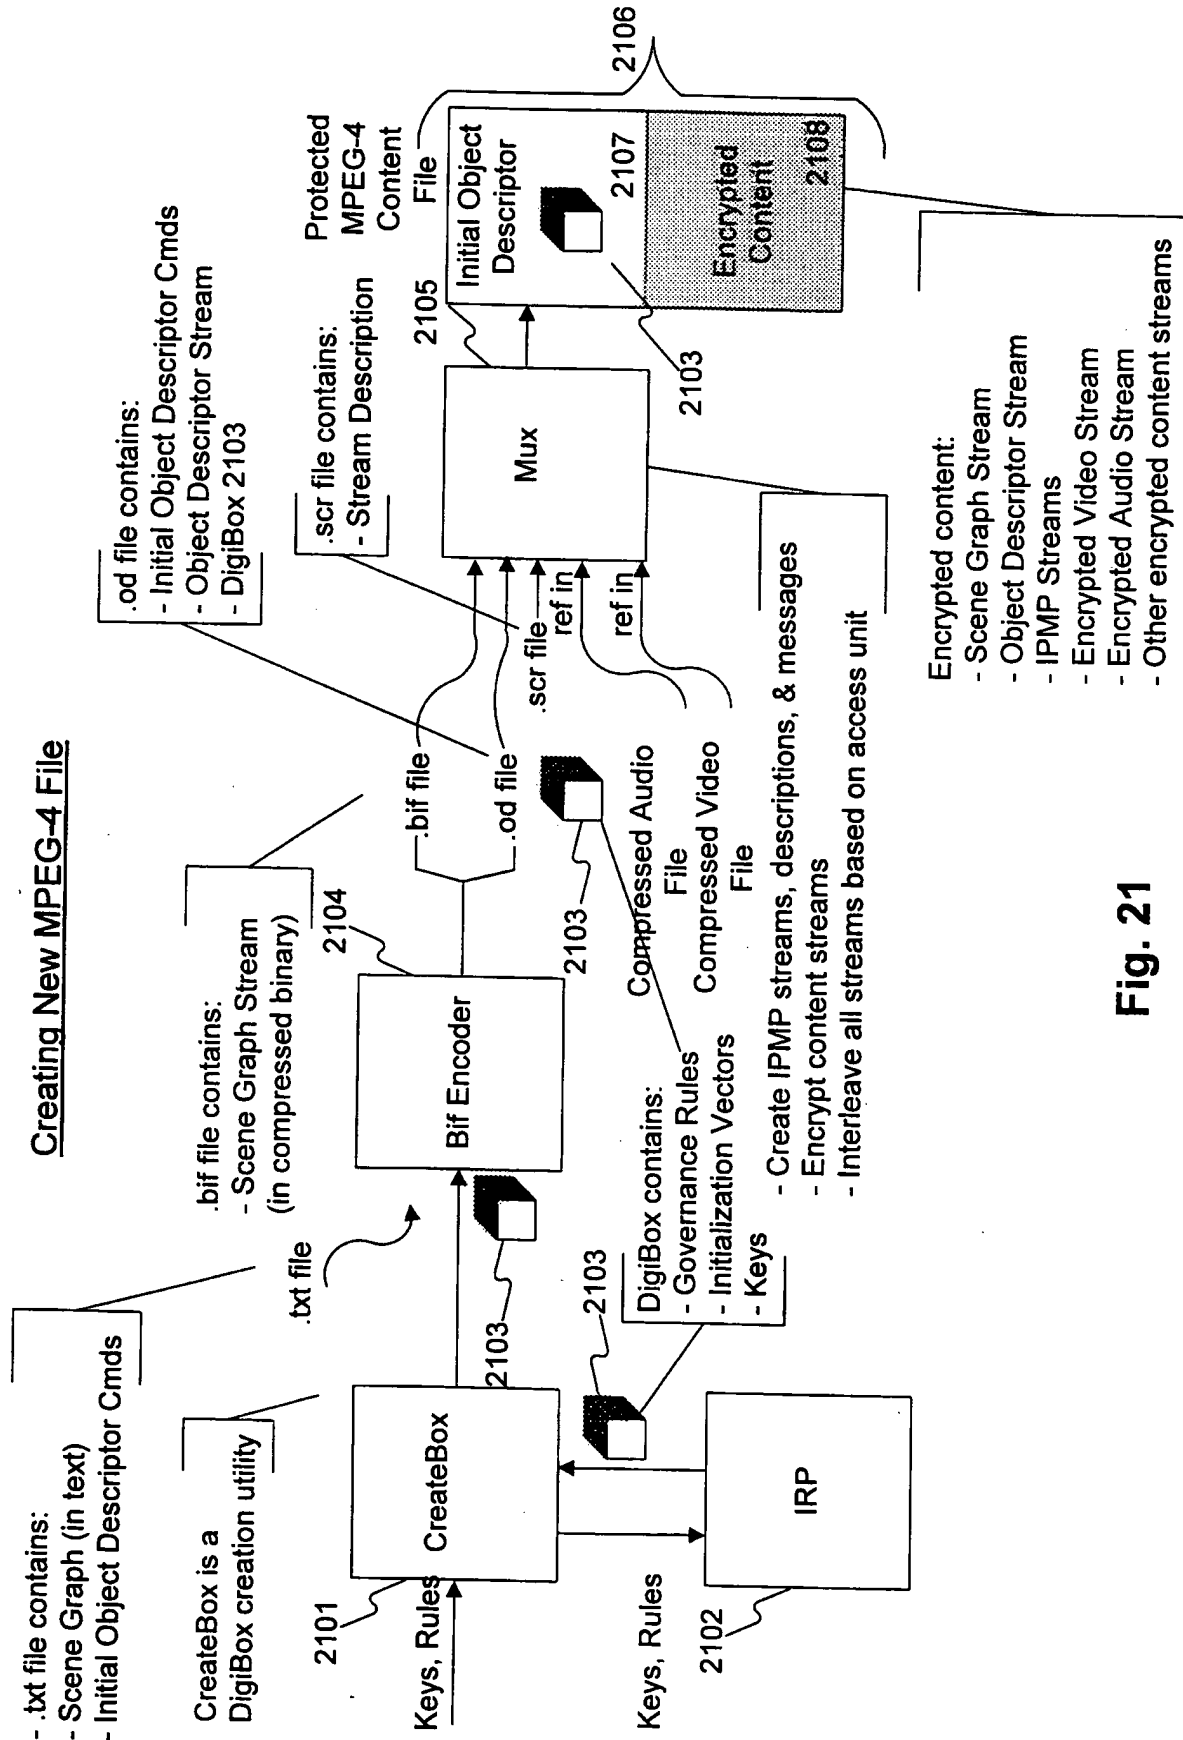 Creating New MPEG-4 File
- .txt file contains:
- Scene Graph (in text)
- Initial Object Descriptor Cmds
CreateBox is a
DigiBox creation utility
2101
Keys, Rules
CreateBox
Keys, Rules
2102
IRP
2103
.txt file
2103
DigiBox contains:
- Governance Rules
- Initialization Vectors
- Keys
.bif file contains:
- Scene Graph Stream
(in compressed binary)
2104
Bif Encoder
.bif file
.od file
2103
Compressed Audio
File
Compressed Video
File
.od file contains:
- Initial Object Descriptor Cmds
- Object Descriptor Stream
- DigiBox 2103
.scr file contains:
- Stream Description
.scr file
ref in
ref in
2105
Mux
- Create IPMP streams, descriptions, & messages
- Encrypt content streams
- Interleave all streams based on access unit
Protected
MPEG-4
Content
File
2106
Initial Object
Descriptor
2107
2103
Encrypted
Content
2108
Encrypted content:
- Scene Graph Stream
- Object Descriptor Stream
- IPMP Streams
- Encrypted Video Stream
- Encrypted Audio Stream
- Other encrypted content streams
Fig. 21